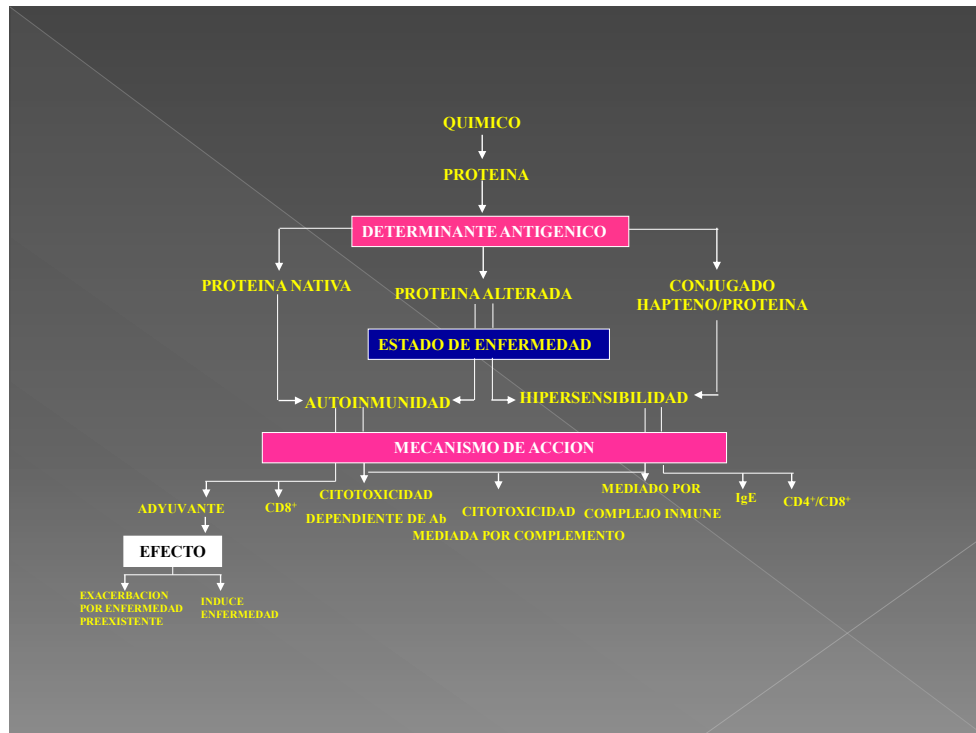 QUIMICO
PROTEINA
DETERMINANTE ANTIGENICO
PROTEINA NATIVA
PROTEINA ALTERADA
CONJUGADO
HAPTENO/PROTEINA
ESTADO DE ENFERMEDAD
AUTOINMUNIDAD
HIPERSENSIBILIDAD
MECANISMO DE ACCION
ADYUVANTE
CD8⁺
CITOTOXICIDAD
DEPENDIENTE DE Ab
CITOTOXICIDAD
MEDIADA POR COMPLEMENTO
MEDIADO POR
COMPLEJO INMUNE
IgE
CD4⁺/CD8⁺
EFECTO
EXACERBACION
POR ENFERMEDAD
PREEXISTENTE
INDUCE
ENFERMEDAD